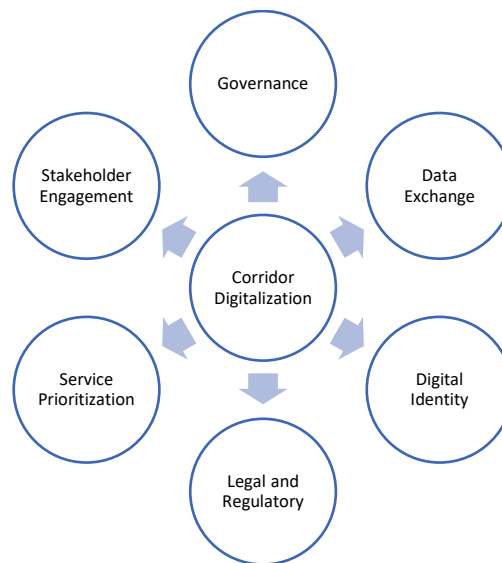 Governance
Stakeholder
Engagement
Data
Exchange
Corridor
Digitalization
Service
Prioritization
Digital
Identity
Legal and
Regulatory